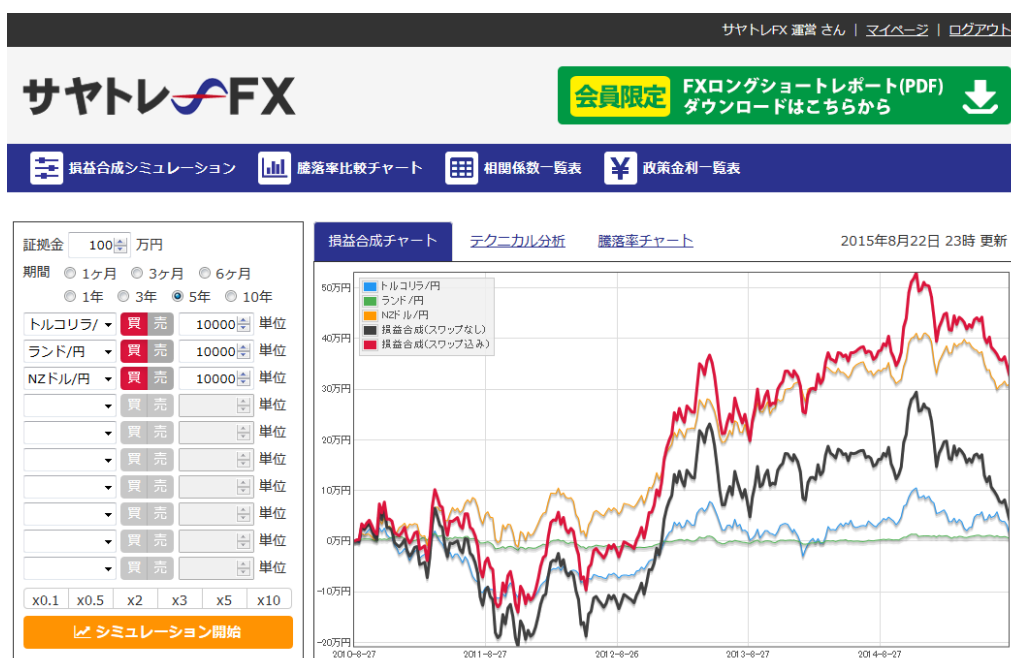 サヤトレFX 運営 さん | マイページ | ログアウト
サヤトレ FX
会員限定 FXロングショートレポート(PDF)
ダウンロードはこちらから
損益合成シミュレーション 騰落率比較チャート 相関係数一覧表 ¥ 政策金利一覧表
証拠金 100 万円
期間 1ヶ月 3ヶ月 6ヶ月
1年 3年 5年 10年
トルコリラ/ 買 売 10000 単位
ランド/円 買 売 10000 単位
NZドル/円 買 売 10000 単位
買 売 単位
買 売 単位
買 売 単位
買 売 単位
買 売 単位
買 売 単位
買 売 単位
x0.1 x0.5 x2 x3 x5 x10
シミュレーション開始
損益合成チャート テクニカル分析 騰落率チャート 2015年8月22日 23時 更新
トルコリラ/円
ランド/円
NZドル/円
損益合成(スワップなし)
損益合成(スワップ込み)
50万円
40万円
30万円
20万円
10万円
0万円
-10万円
-20万円
2010-8-27 2011-8-27 2012-8-26 2013-8-27 2014-8-27